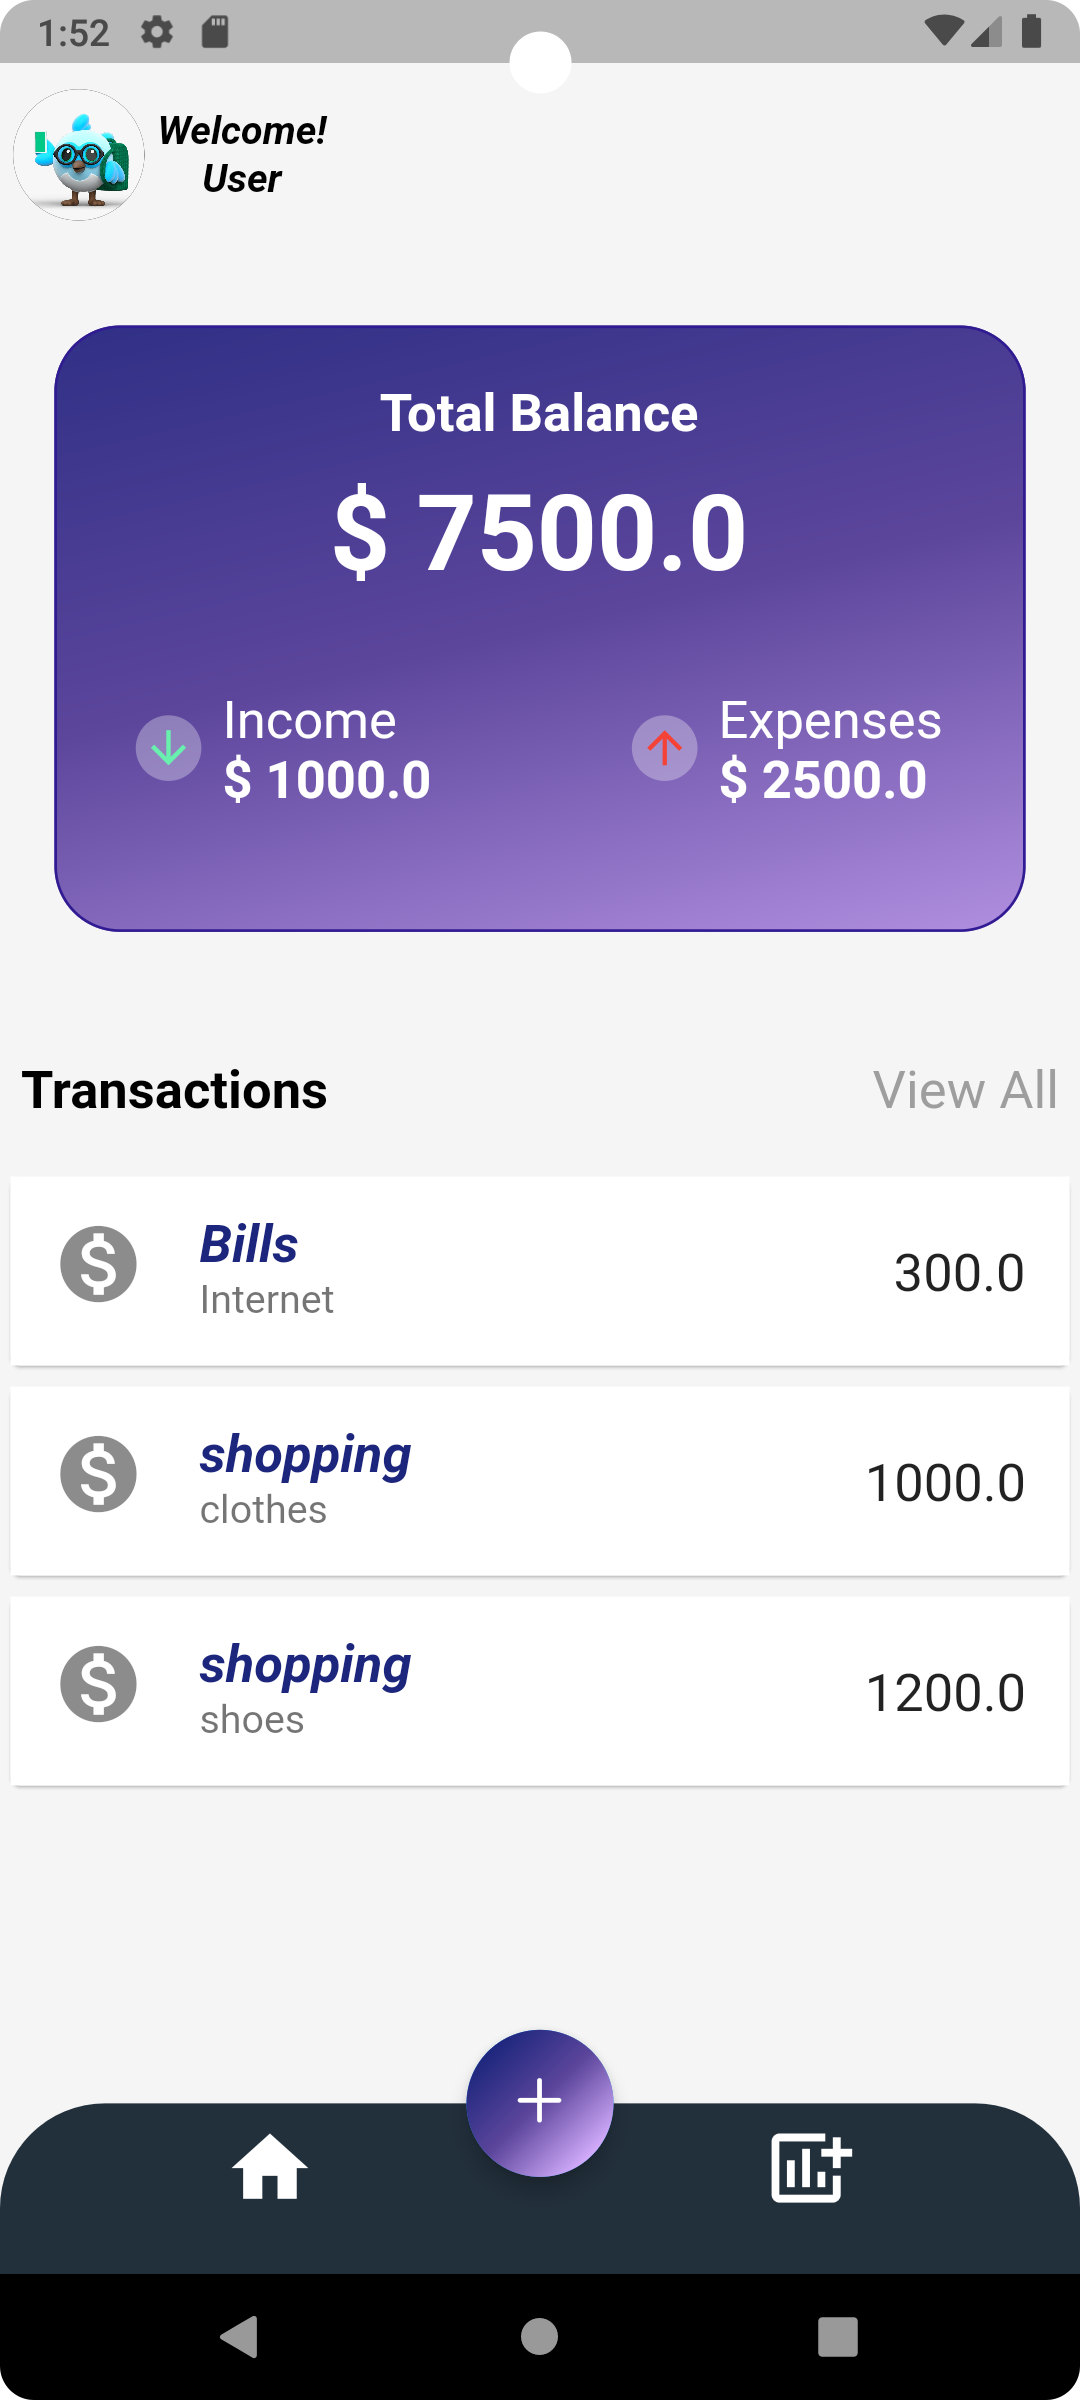 1:52
Welcome!
User
Total Balance
$ 7500.0
Income
$ 1000.0
Expenses
$ 2500.0
Transactions
View All
Bills
Internet
300.0
shopping
clothes
1000.0
shopping
shoes
1200.0